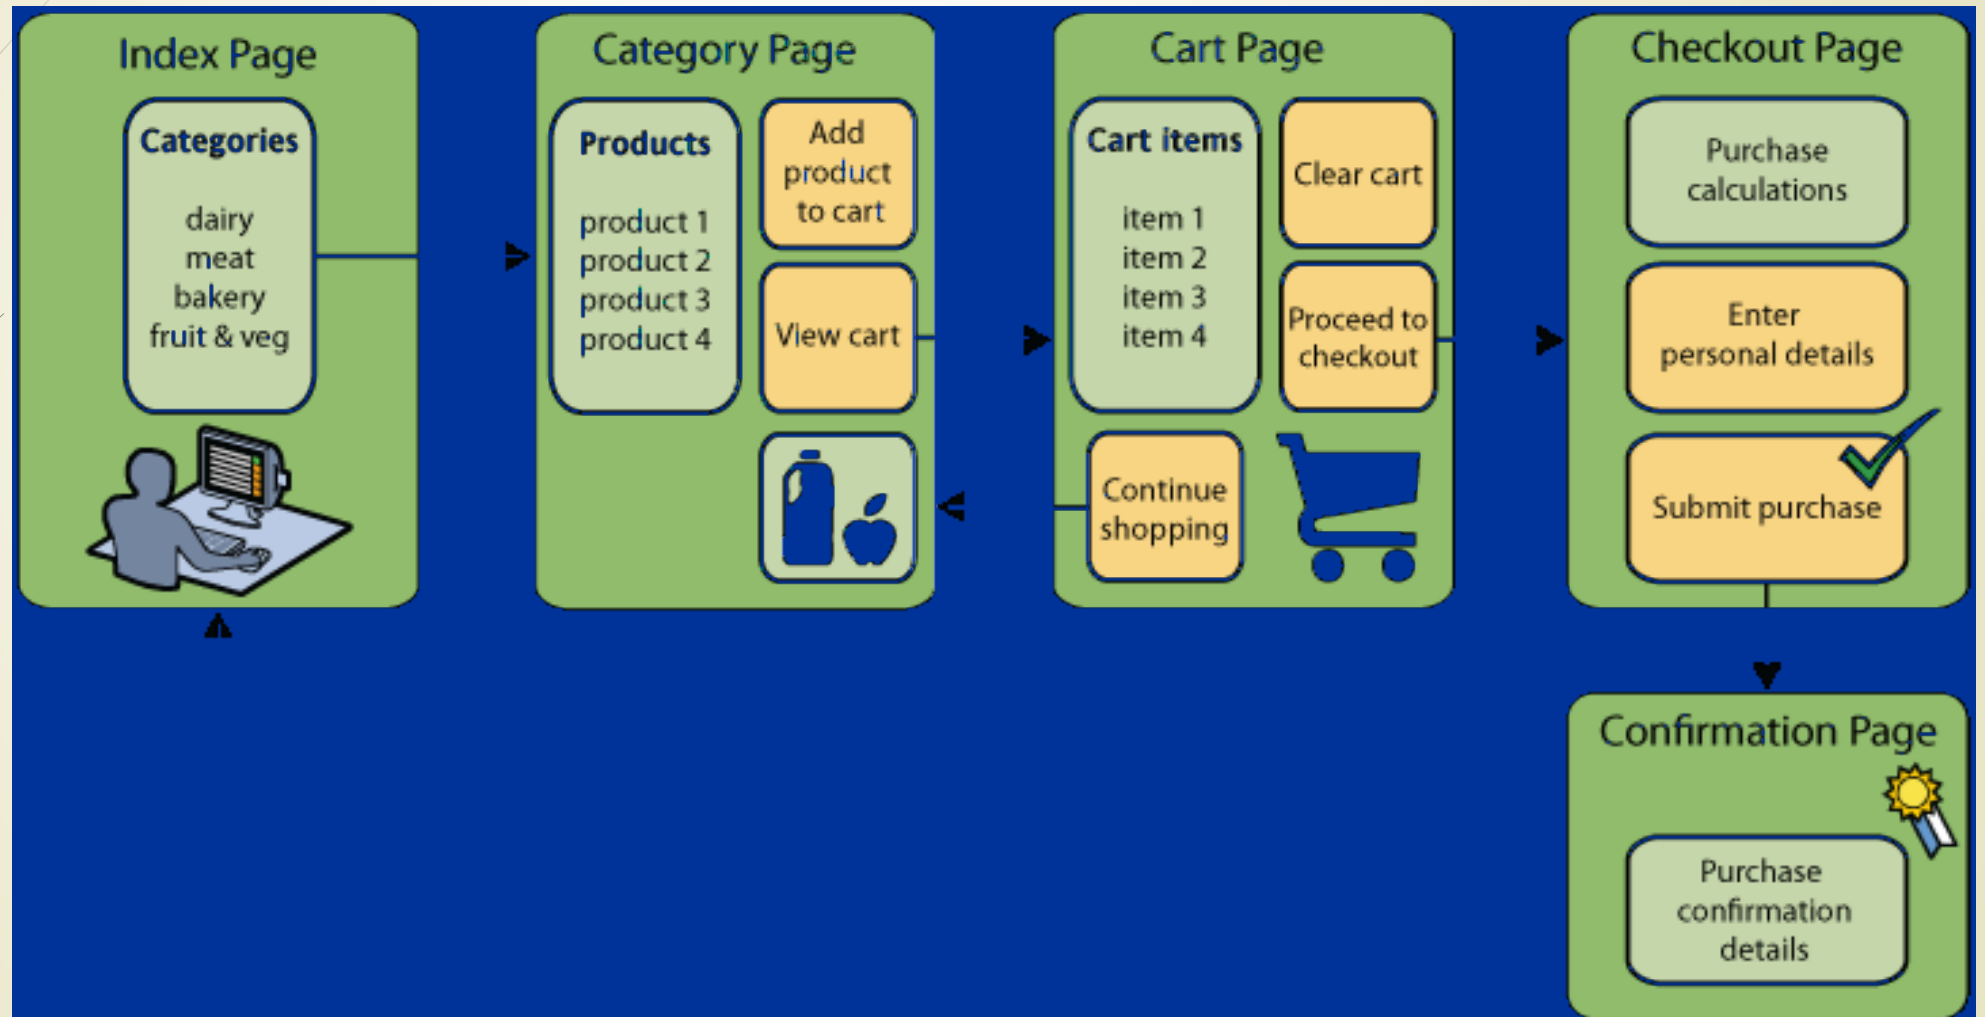 Index Page
Categories
dairy
meat
bakery
fruit & veg
Category Page
Products
product 1
product 2
product 3
product 4
Add
product
to cart
View cart
Cart Page
Cart items
item 1
item 2
item 3
item 4
Clear cart
Proceed to
checkout
Continue
shopping
Checkout Page
Purchase
calculations
Enter
personal details
Submit purchase
Confirmation Page
Purchase
confirmation
details